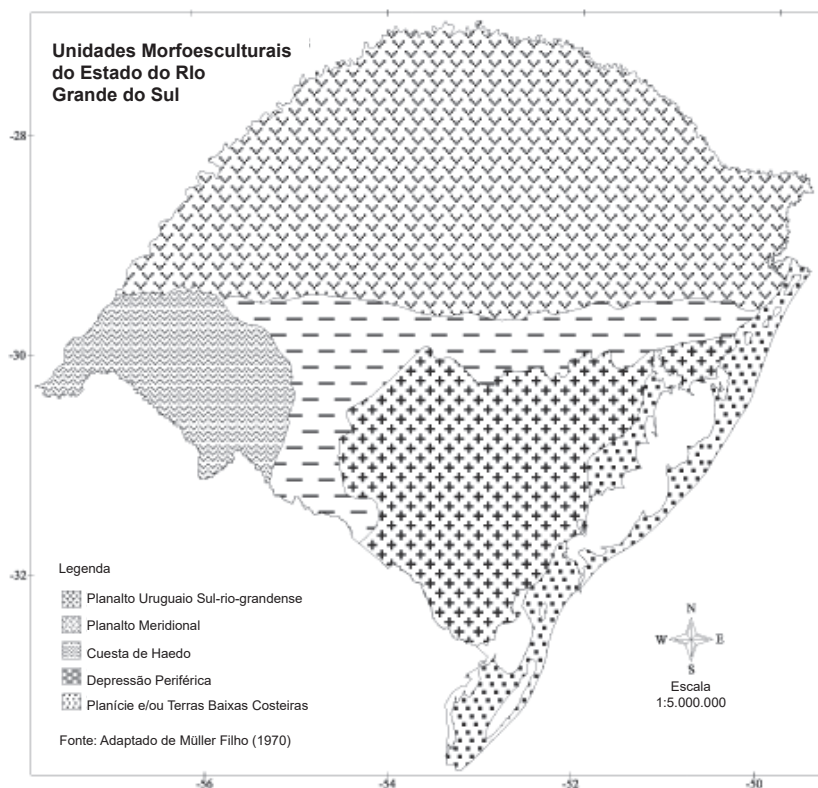 Unidades Morfoesculturais
do Estado do RIo
Grande do Sul
-28
-30
-32
Legenda
Planalto Uruguaio Sul-rio-grandense
Planalto Meridional
Cuesta de Haedo
Depressão Periférica
Planície e/ou Terras Baixas Costeiras
Fonte: Adaptado de Müller Filho (1970)
N
W E
S
Escala
1:5.000.000
-56 -54 -52 -50